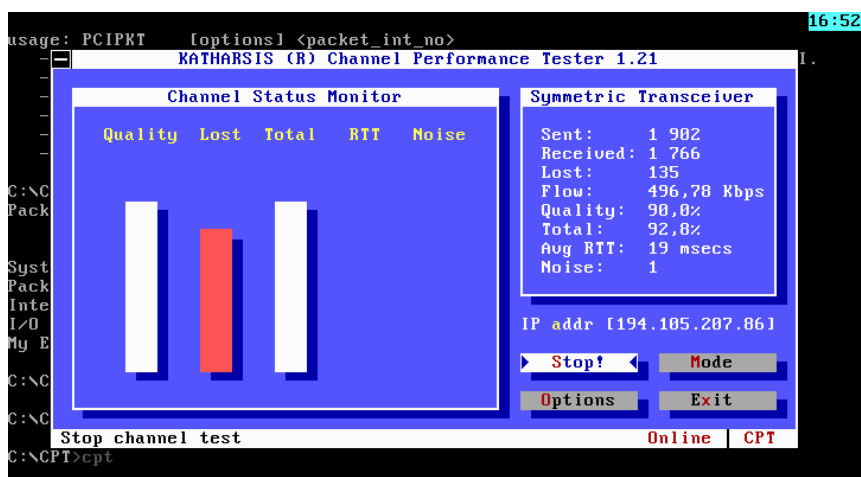 16:52
usage: PCIPKT [options] <packet_int_no>
KATHARSIS (R) Channel Performance Tester 1.21
I.
Channel Status Monitor
Quality Lost Total RTT Noise
Symmetric Transceiver
Sent: 1 902
Received: 1 766
Lost: 135
Flow: 496,78 Kbps
Quality: 90,0%
Total: 92,8%
Avg RTT: 19 msecs
Noise: 1
C:\C
Pack
Syst
Pack
Inte
I/O
My E
C:\C
C:\C
IP addr [194.105.207.86]
Stop! Mode
Options Exit
Stop channel test Online CPT
C:\CPT>cpt